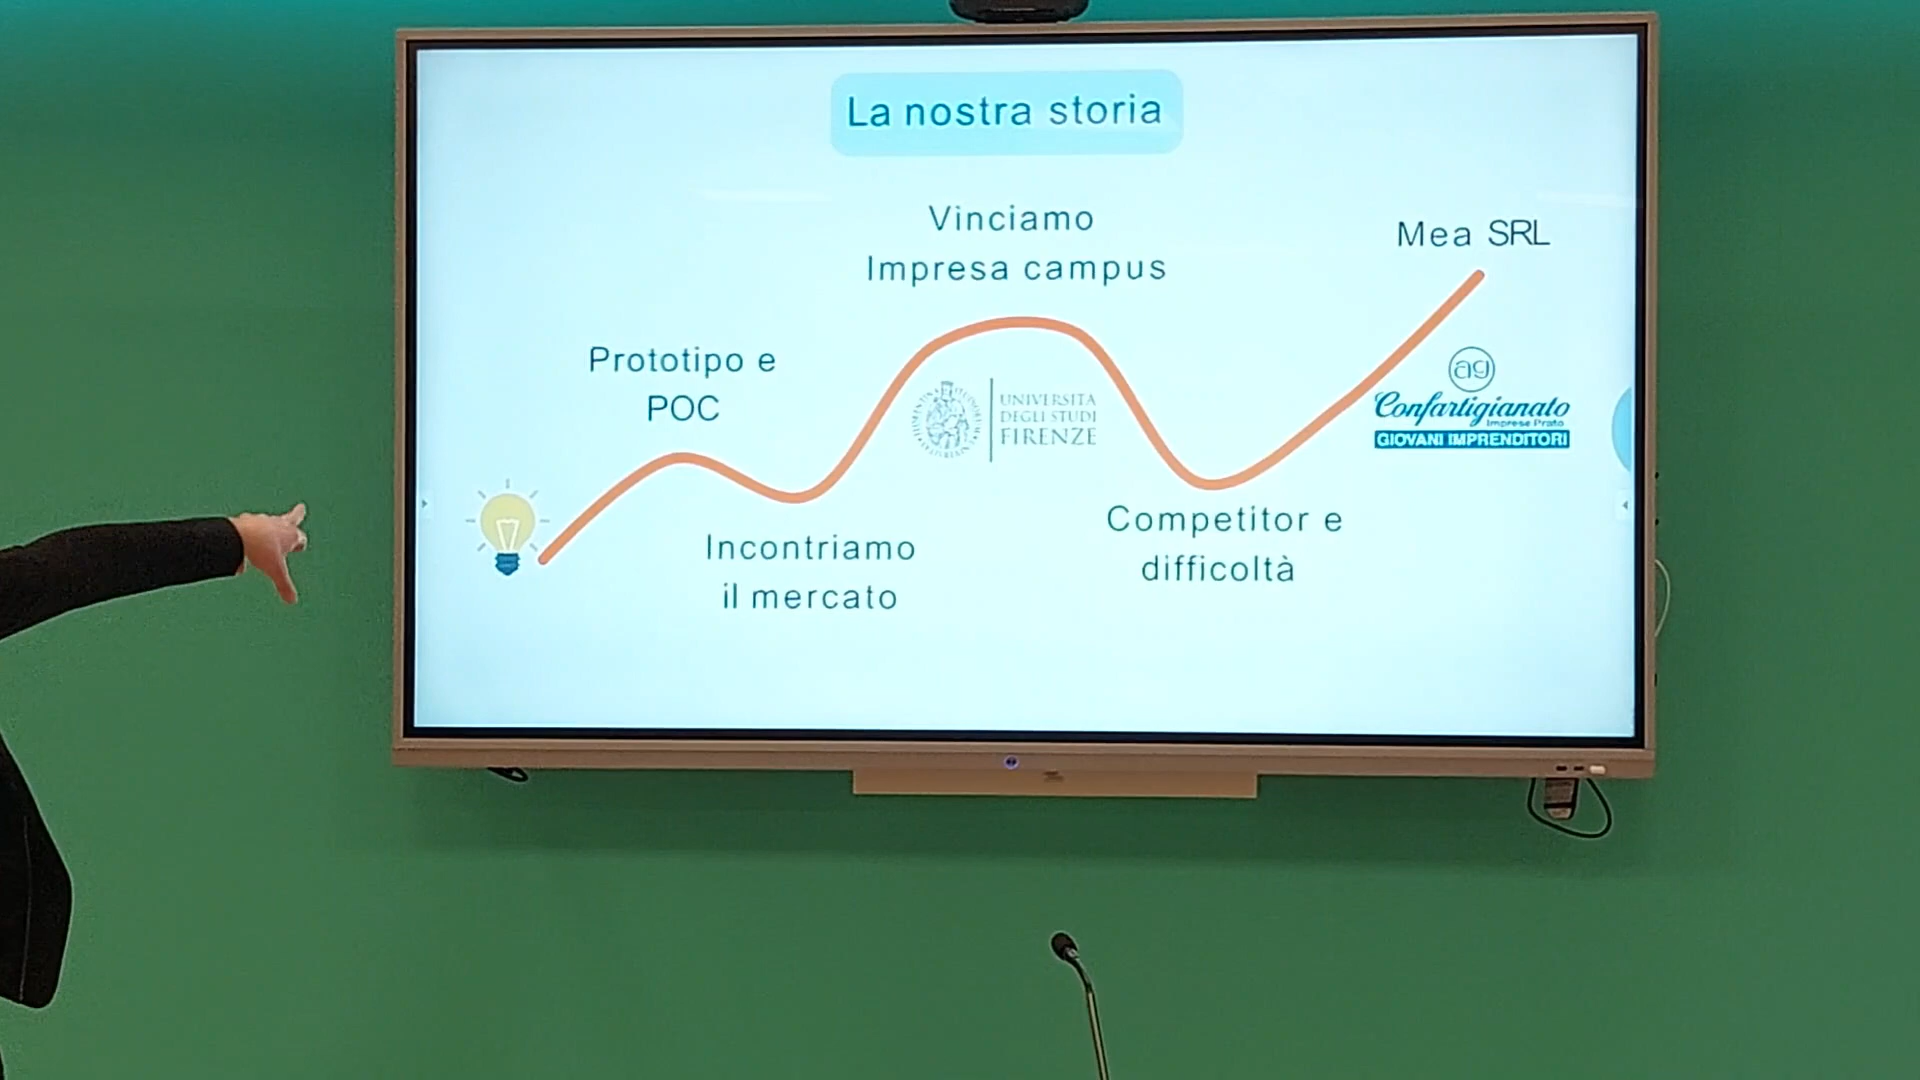 La nostra storia
Vinciamo
Impresa campus
Mea SRL
Prototipo e
POC
UNIVERSITÀ
DEGLI STUDI
FIRENZE
ag
Confartigianato
Imprese Prato
GIOVANI IMPRENDITORI
Incontriamo
il mercato
Competitor e
difficoltà